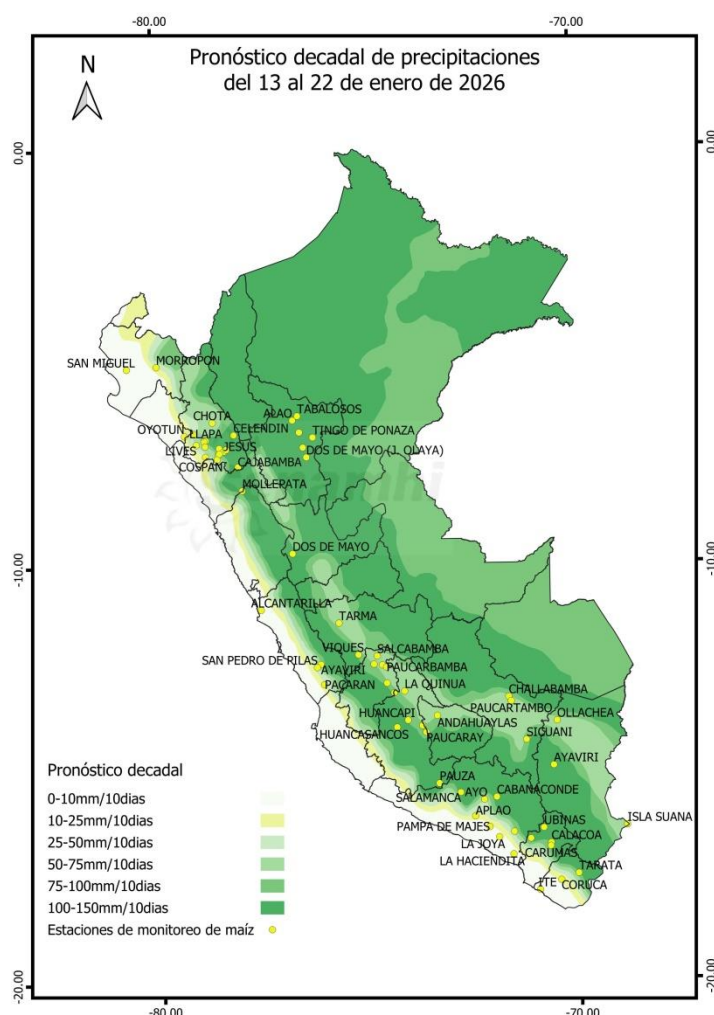 -80.00
-70.00
Pronóstico decadal de precipitaciones
del 13 al 22 de enero de 2026
N
0.00
0.00
SAN MIGUEL
MORROPON
CHOTA
ALAO
TABALOSOS
OYOTUN
LLAPA
CELENDIN
TINGO DE PONAZA
LIVES
JESUS
DOS DE MAYO (J. OLAYA)
COSPAN
CAJABAMBA
MOLLEPATA
DOS DE MAYO
-10.00
-10.00
ALCANTARILLA
TARMA
VIQUES
SALCABAMBA
SAN PEDRO DE PILAS
AYAVIRI
PAUCARBAMBA
PACARAN
LA QUINUA
CHALLABAMBA
PAUCARTAMBO
HUANCAPI
OLLACHEA
ANDAHUAYLAS
HUANCASANCOS
PAUCARAY
SIGUANI
AYAVIRI
Pronóstico decadal
PAUZA
0-10mm/10dias
SALAMANCA
AYO
CABANACONDE
10-25mm/10dias
APLAO
ISLA SUANA
25-50mm/10dias
PAMPA DE MAJES
UBINAS
50-75mm/10dias
LA JOYA
CALACOA
LA HACIENDITA
CARUMAS
75-100mm/10dias
TARATA
100-150mm/10dias
ITE
CORUCA
Estaciones de monitoreo de maíz
-20.00
-20.00
-80.00
-70.00